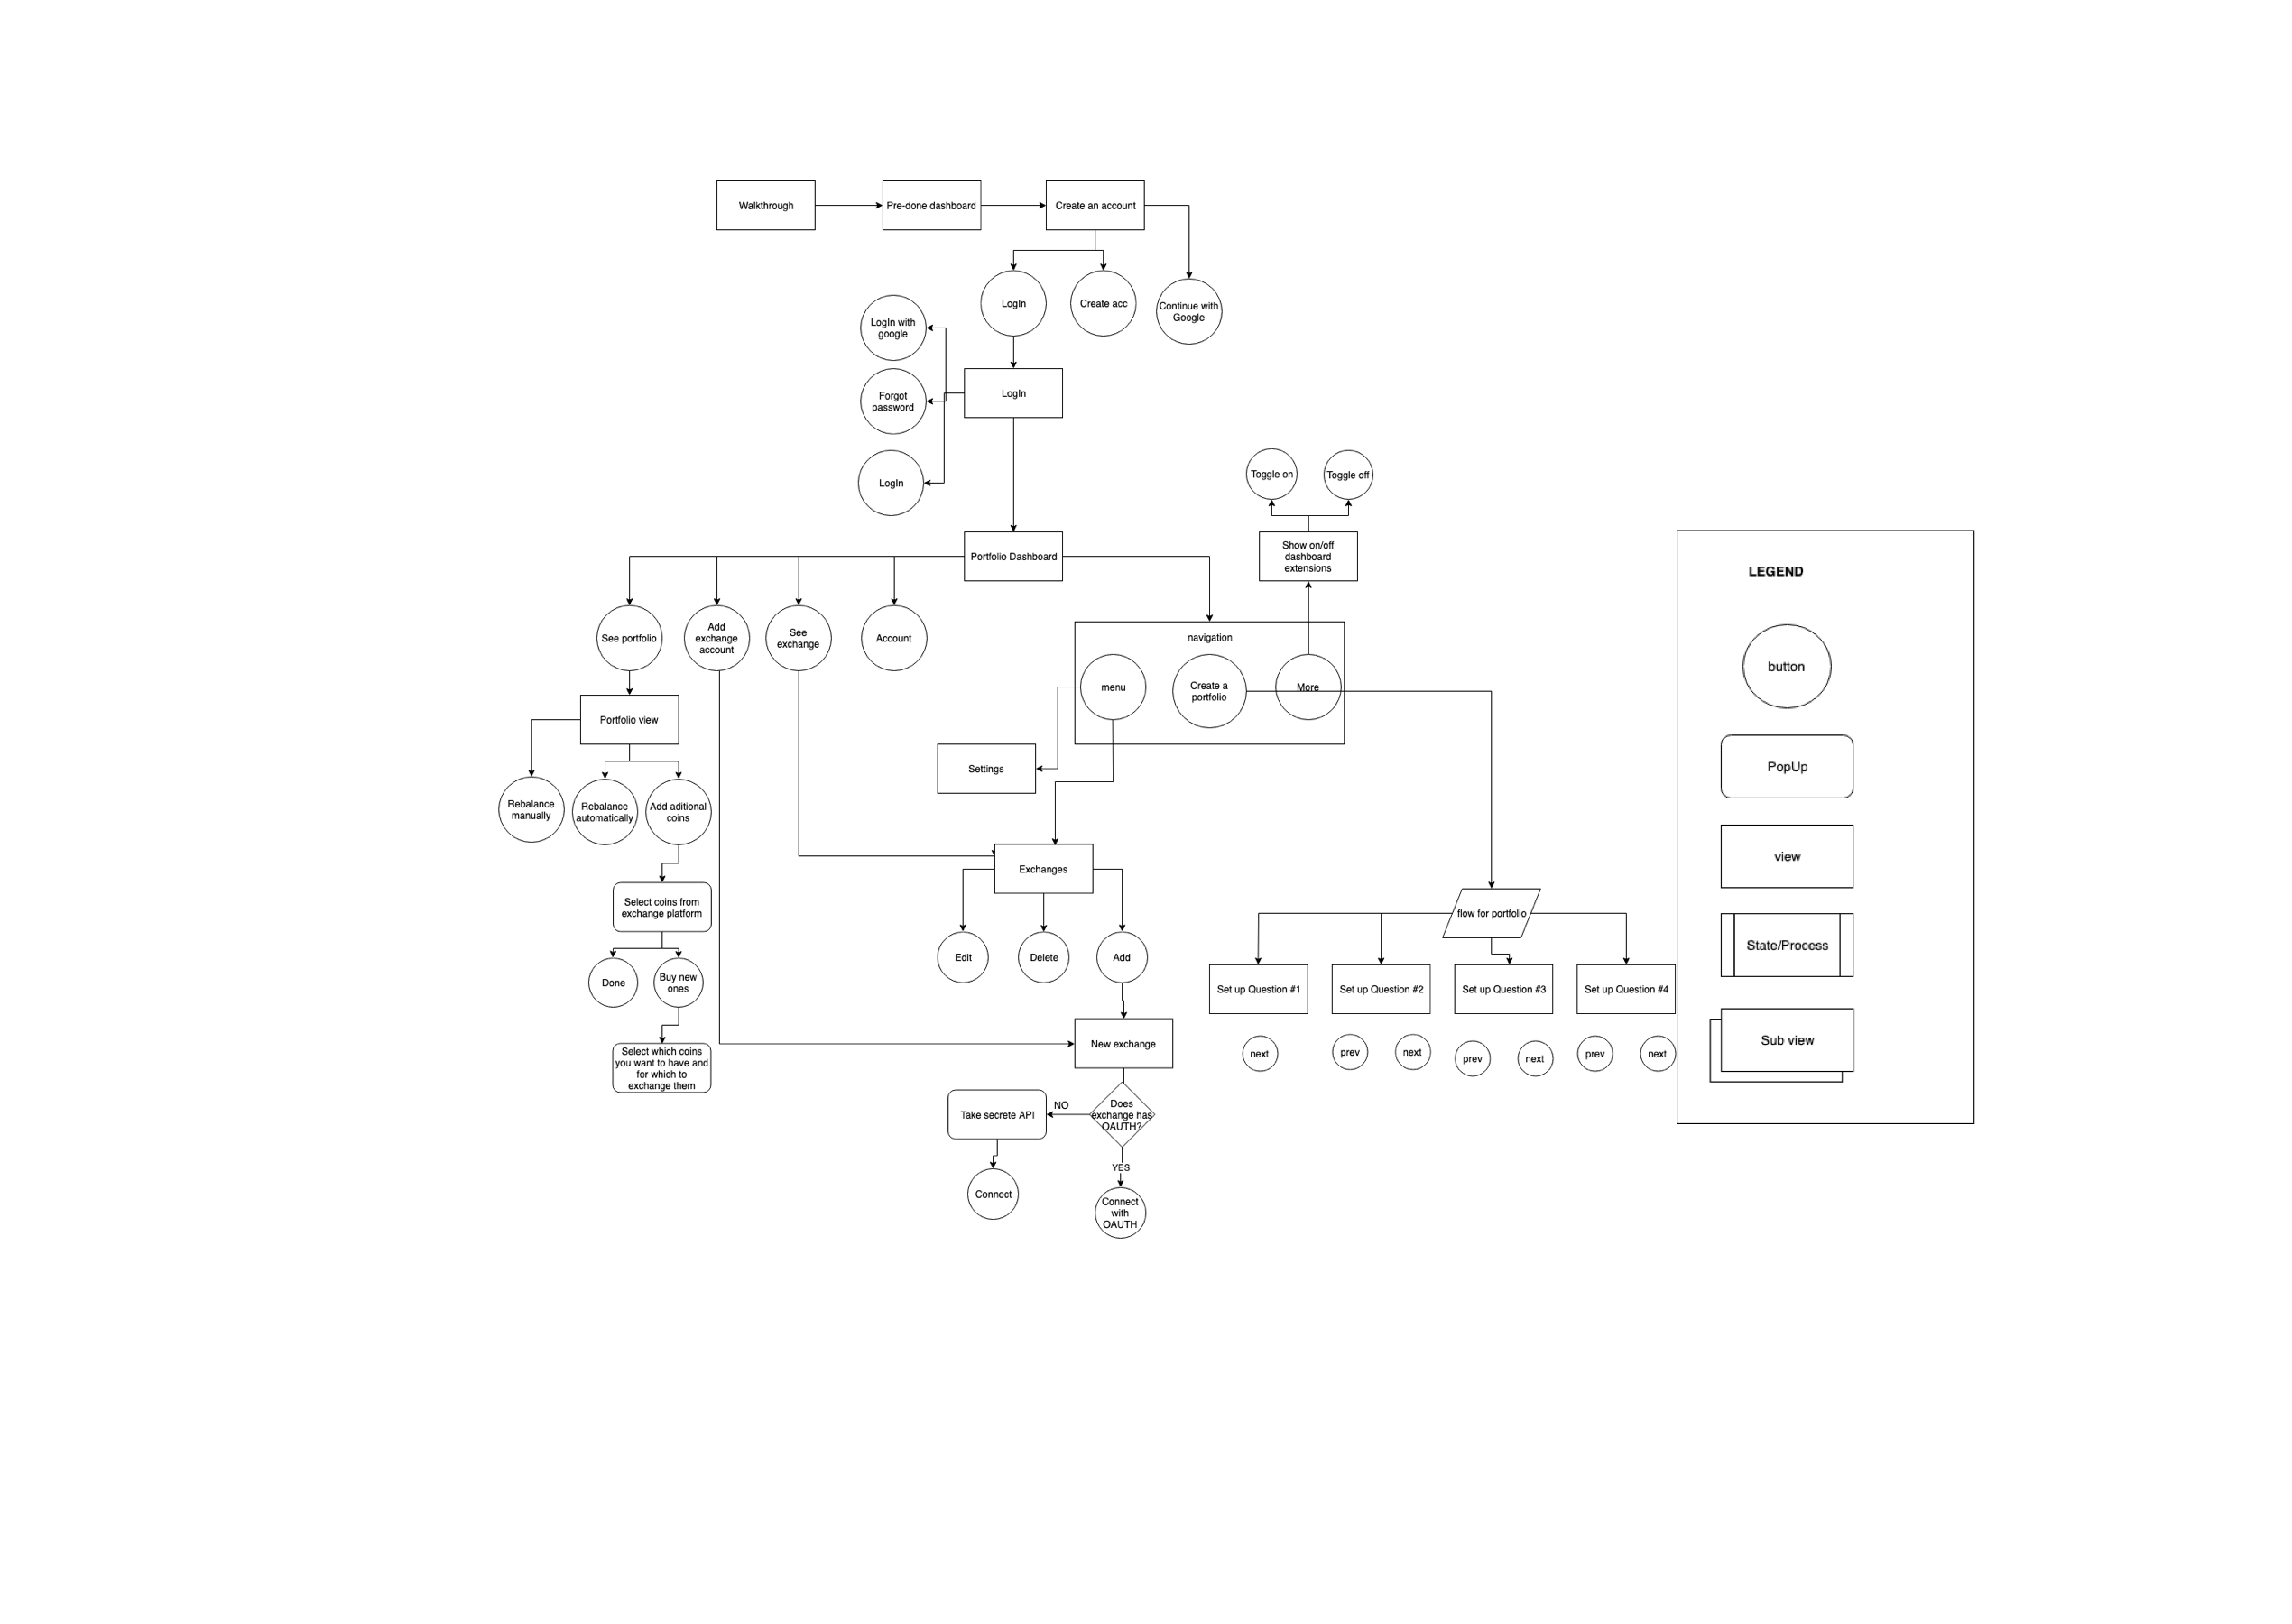 Walkthrough
Pre-done dashboard
Create an account
LogIn
Create acc
Continue with
Google
LogIn with
google
Forgot
password
LogIn
LogIn
Toggle on
Toggle off
Portfolio Dashboard
Show on/off
dashboard
extensions
LEGEND
See portfolio
Add
exchange
account
See
exchange
Account
navigation
menu
Create a
portfolio
More
button
Portfolio view
Settings
PopUp
Rebalance
manually
Rebalance
automatically
Add aditional
coins
Exchanges
view
Select coins from
exchange platform
flow for portfolio
Edit
Delete
Add
State/Process
Done
Buy new
ones
Set up Question #1
Set up Question #2
Set up Question #3
Set up Question #4
New exchange
next
prev
next
prev
next
prev
next
Sub view
Select which coins
you want to have and
for which to
exchange them
Take secrete API
NO
Does
exchange has
OAUTH?
YES
Connect
Connect
with
OAUTH